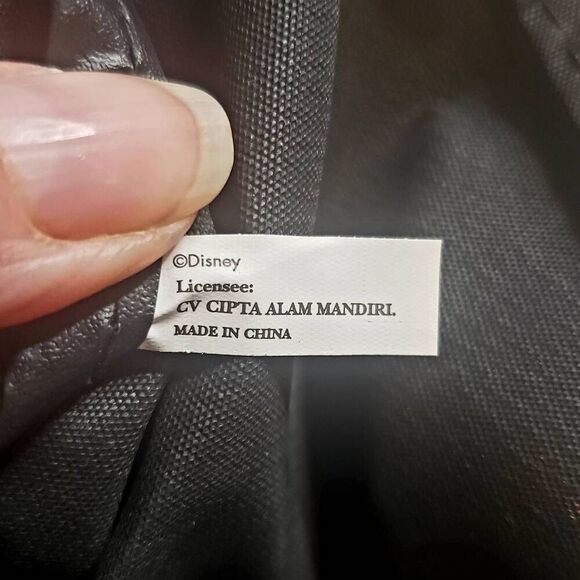 ©Disney
Licensee:
CV CIPTA ALAM MANDIRI.
MADE IN CHINA